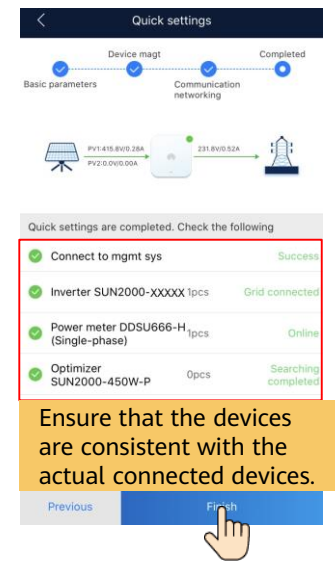 Quick settings
Device magt
Completed
Basic parameters
Communication
networking
PV1:415.8V/0.28A
PV2:0.0V/0.00A
231.8V/0.52A
Quick settings are completed. Check the following
Connect to mgmt sys
Success
Inverter SUN2000-XXXXX 1pcs
Grid connected
Power meter DDSU666-H
(Single-phase)
1pcs
Online
Optimizer
SUN2000-450W-P
0pcs
Searching
completed
Ensure that the devices
are consistent with the
actual connected devices.
Previous
Finish